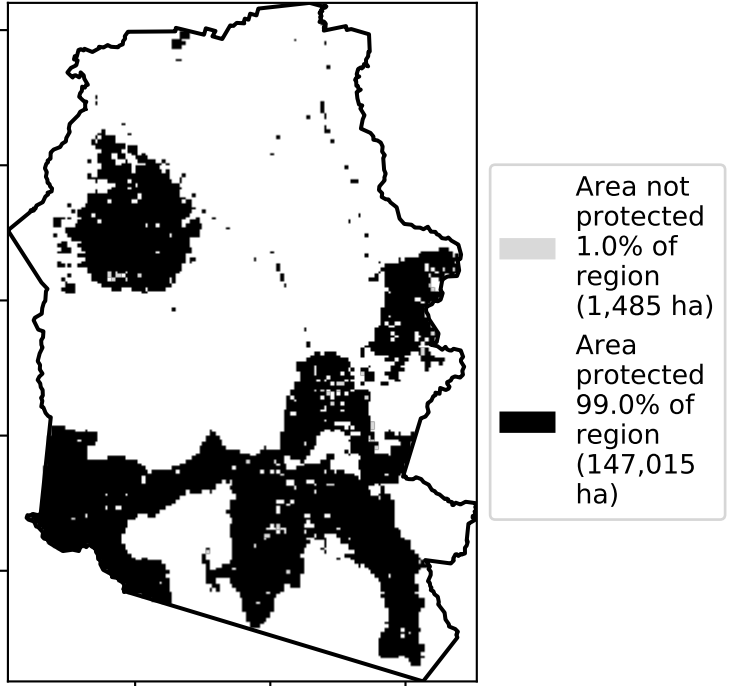 Area not
protected
1.0% of
region
(1,485 ha)
Area
protected
99.0% of
region
(147,015
ha)